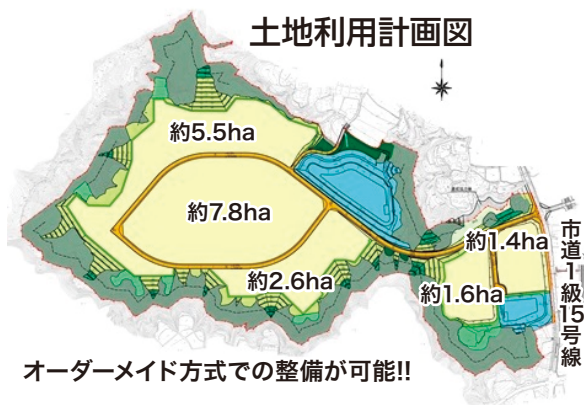 土地利用計画図
約5.5ha
約7.8ha
約2.6ha
約1.4ha
約1.6ha
市道1級15号線
オーダーメイド方式での整備が可能!!